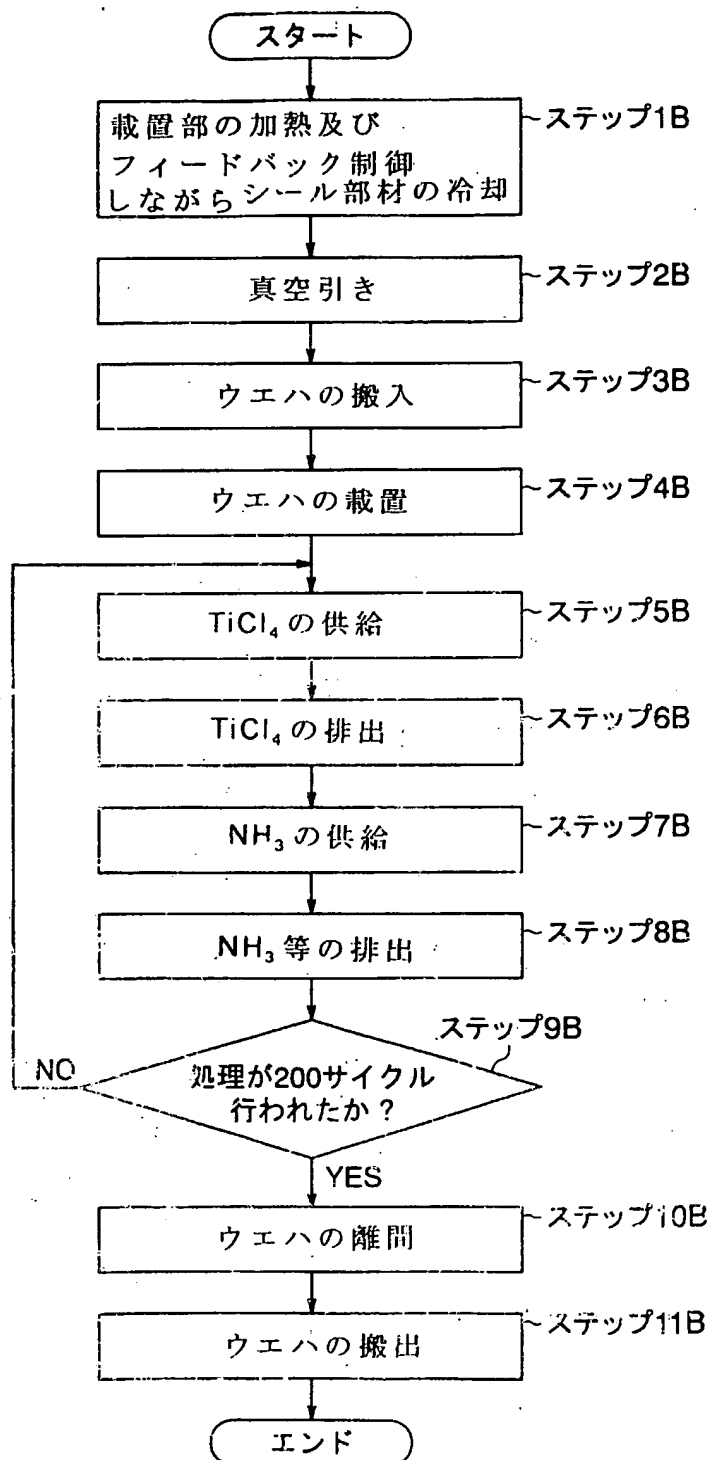 スタート
載置部の加熱及び
フィードバック制御
しながらシール部材の冷却
ステップ1B
真空引き
ステップ2B
ウエハの搬入
ステップ3B
ウエハの載置
ステップ4B
TiCl₄の供給
ステップ5B
TiCl₄の排出
ステップ6B
NH₃の供給
ステップ7B
NH₃等の排出
ステップ8B
ステップ9B
処理が200サイクル
行われたか？
NO
YES
ウエハの離間
ステップ10B
ウエハの搬出
ステップ11B
エンド